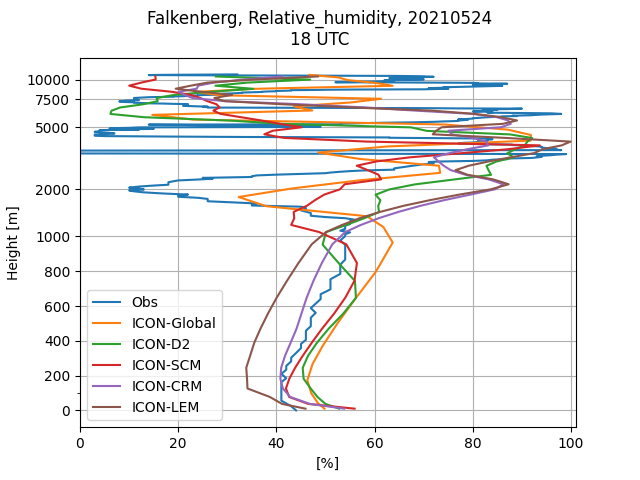 Falkenberg, Relative_humidity, 20210524
18 UTC
Height [m]
10000
7500
5000
2000
1000
800
600
400
200
0
Obs
ICON-Global
ICON-D2
ICON-SCM
ICON-CRM
ICON-LEM
0 20 40 60 80 100
[%]